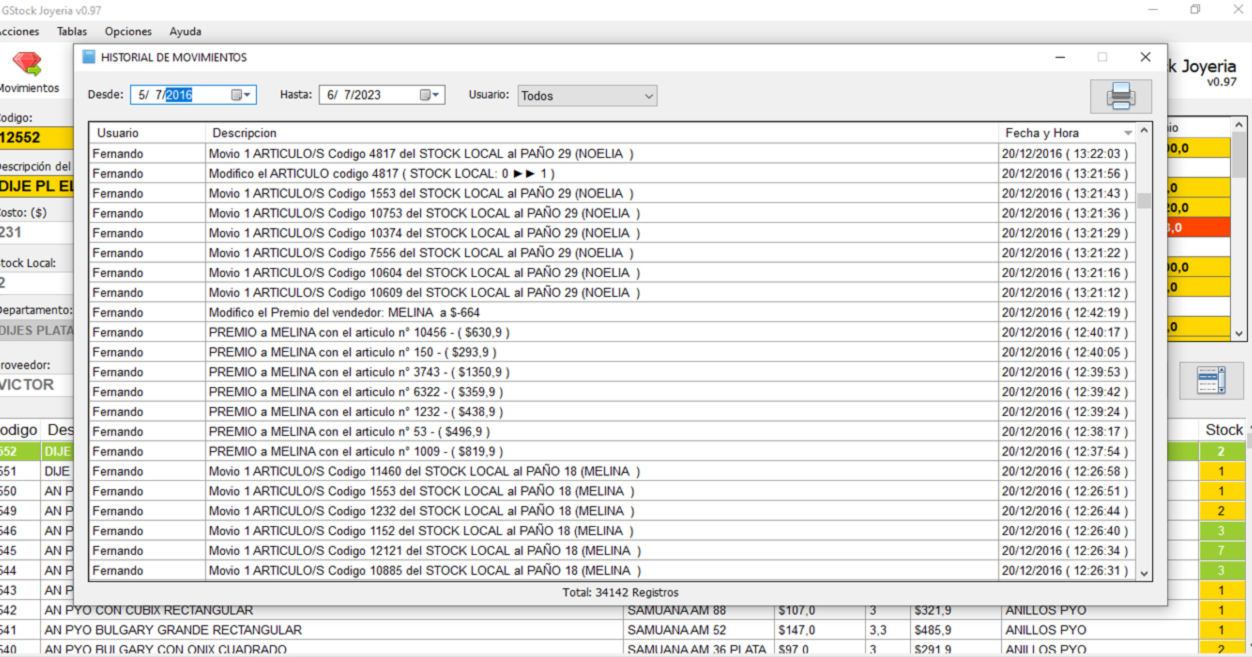 GStock Joyeria v0.97
Acciones Tablas Opciones Ayuda
Movimientos
k Joyeria
v0.97
HISTORIAL DE MOVIMIENTOS
Desde: 5/ 7/2016 Hasta: 6/ 7/2023 Usuario: Todos
Usuario Descripcion Fecha y Hora
Fernando Movio 1 ARTICULO/S Codigo 4817 del STOCK LOCAL al PAÑO 29 (NOELIA ) 20/12/2016 ( 13:22:03 )
Fernando Modifico el ARTICULO codigo 4817 ( STOCK LOCAL: 0 ►► 1 ) 20/12/2016 ( 13:21:56 )
Fernando Movio 1 ARTICULO/S Codigo 1553 del STOCK LOCAL al PAÑO 29 (NOELIA ) 20/12/2016 ( 13:21:43 )
Fernando Movio 1 ARTICULO/S Codigo 10753 del STOCK LOCAL al PAÑO 29 (NOELIA ) 20/12/2016 ( 13:21:36 )
Fernando Movio 1 ARTICULO/S Codigo 10374 del STOCK LOCAL al PAÑO 29 (NOELIA ) 20/12/2016 ( 13:21:29 )
Fernando Movio 1 ARTICULO/S Codigo 7556 del STOCK LOCAL al PAÑO 29 (NOELIA ) 20/12/2016 ( 13:21:22 )
Fernando Movio 1 ARTICULO/S Codigo 10604 del STOCK LOCAL al PAÑO 29 (NOELIA ) 20/12/2016 ( 13:21:16 )
Fernando Movio 1 ARTICULO/S Codigo 10609 del STOCK LOCAL al PAÑO 29 (NOELIA ) 20/12/2016 ( 13:21:12 )
Fernando Modifico el Premio del vendedor: MELINA a $-664 20/12/2016 ( 12:42:19 )
Fernando PREMIO a MELINA con el articulo n° 10456 - ( $630,9 ) 20/12/2016 ( 12:40:17 )
Fernando PREMIO a MELINA con el articulo n° 150 - ( $293,9 ) 20/12/2016 ( 12:40:05 )
Fernando PREMIO a MELINA con el articulo n° 3743 - ( $1350,9 ) 20/12/2016 ( 12:39:53 )
Fernando PREMIO a MELINA con el articulo n° 6322 - ( $359,9 ) 20/12/2016 ( 12:39:42 )
Fernando PREMIO a MELINA con el articulo n° 1232 - ( $438,9 ) 20/12/2016 ( 12:39:24 )
Fernando PREMIO a MELINA con el articulo n° 53 - ( $496,9 ) 20/12/2016 ( 12:38:17 )
Fernando PREMIO a MELINA con el articulo n° 1009 - ( $819,9 ) 20/12/2016 ( 12:37:54 )
Fernando Movio 1 ARTICULO/S Codigo 11460 del STOCK LOCAL al PAÑO 18 (MELINA ) 20/12/2016 ( 12:26:58 )
Fernando Movio 1 ARTICULO/S Codigo 1553 del STOCK LOCAL al PAÑO 18 (MELINA ) 20/12/2016 ( 12:26:51 )
Fernando Movio 1 ARTICULO/S Codigo 1232 del STOCK LOCAL al PAÑO 18 (MELINA ) 20/12/2016 ( 12:26:44 )
Fernando Movio 1 ARTICULO/S Codigo 1152 del STOCK LOCAL al PAÑO 18 (MELINA ) 20/12/2016 ( 12:26:40 )
Fernando Movio 1 ARTICULO/S Codigo 12121 del STOCK LOCAL al PAÑO 18 (MELINA ) 20/12/2016 ( 12:26:34 )
Fernando Movio 1 ARTICULO/S Codigo 10885 del STOCK LOCAL al PAÑO 18 (MELINA ) 20/12/2016 ( 12:26:31 )
Total: 34142 Registros
Codigo:
12552
Descripción del
DIJE PL
Costo: ($)
231
Stock Local:
2
Departamento:
DIJES PLATA
Proveedor:
VICTOR
odigo Des Stock
552 DIJE 2
551 DIJE 1
550 AN P 1
549 AN P 2
546 AN P 3
545 AN P 7
544 AN P 3
543 AN P 1
542 AN PYO CON CUBIX RECTANGULAR SAMUANA AM 88 $107,0 3 $321,9 ANILLOS PYO 1
541 AN PYO BULGARY GRANDE RECTANGULAR SAMUANA AM 52 $147,0 3,3 $485,9 ANILLOS PYO 1
540 AN PYO BULGARY CON ONIX CUADRADO SAMUANA AM 36 PLATA $97,0 3 $291,9 ANILLOS PYO 2